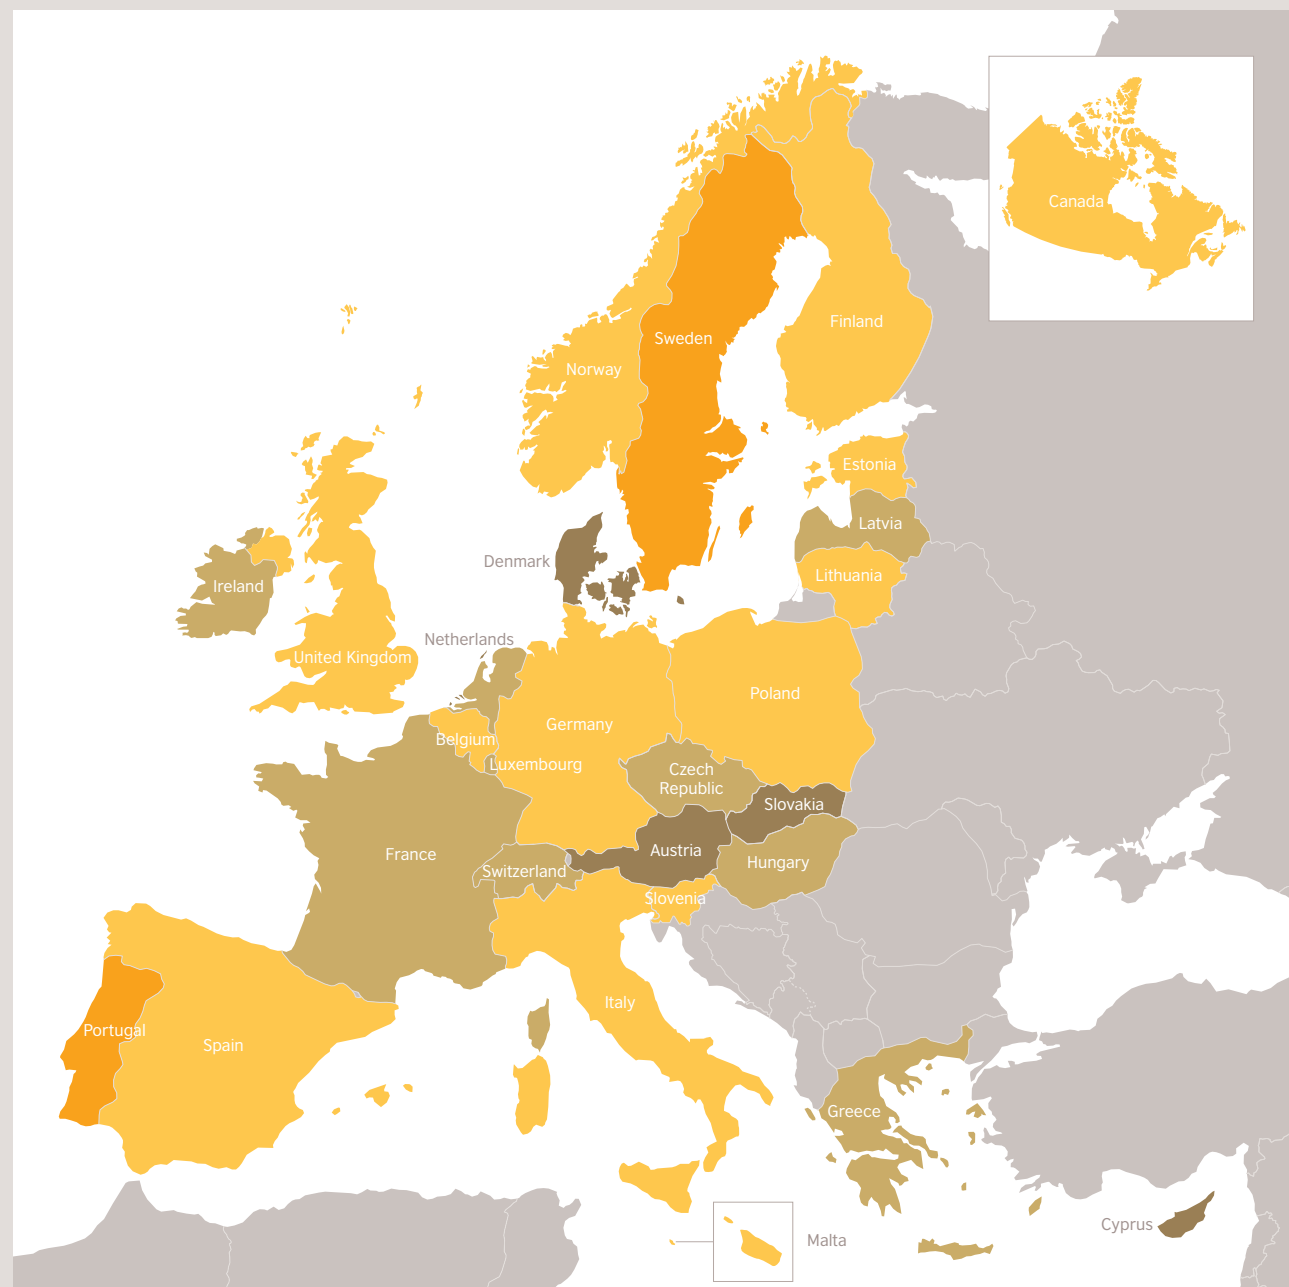 Canada
Finland
Sweden
Norway
Estonia
Latvia
Denmark
Lithuania
Ireland
Netherlands
United Kingdom
Poland
Germany
Belgium
Luxembourg
Czech
Republic
Slovakia
Austria
France
Hungary
Switzerland
Slovenia
Italy
Portugal
Spain
Greece
Cyprus
Malta